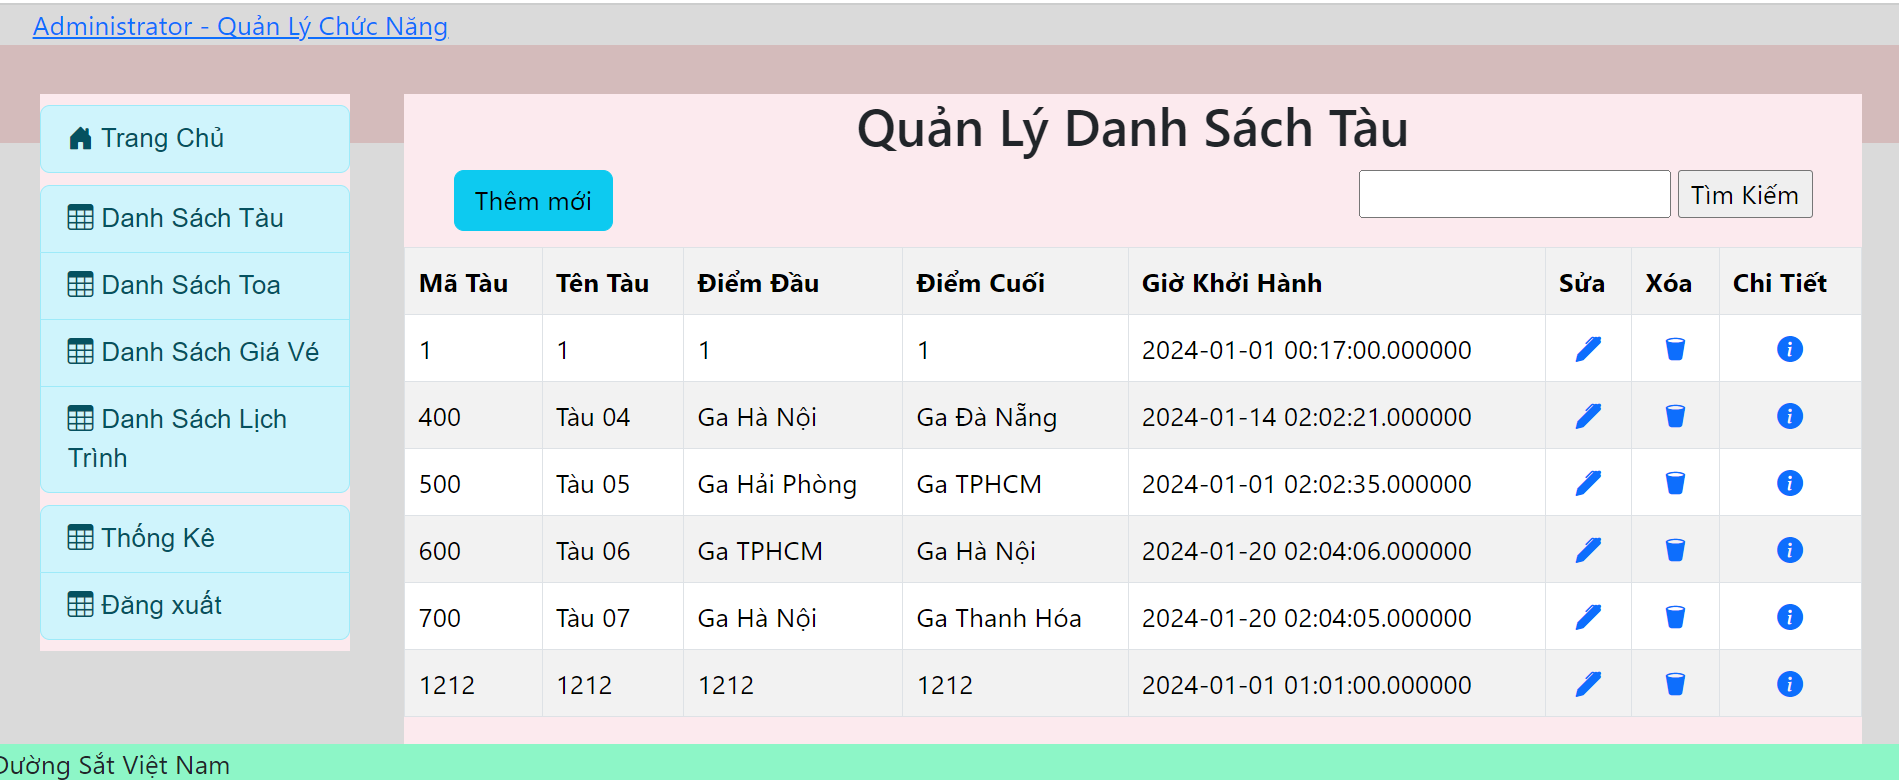 Administrator - Quản Lý Chức Năng
Trang Chủ
Danh Sách Tàu
Danh Sách Toa
Danh Sách Giá Vé
Danh Sách Lịch
Trình
Thống Kê
Đăng xuất
Quản Lý Danh Sách Tàu
Thêm mới
Tìm Kiếm
Mã Tàu Tên Tàu Điểm Đầu Điểm Cuối Giờ Khởi Hành Sửa Xóa Chi Tiết
1 1 1 1 2024-01-01 00:17:00.000000
400 Tàu 04 Ga Hà Nội Ga Đà Nẵng 2024-01-14 02:02:21.000000
500 Tàu 05 Ga Hải Phòng Ga TPHCM 2024-01-01 02:02:35.000000
600 Tàu 06 Ga TPHCM Ga Hà Nội 2024-01-20 02:04:06.000000
700 Tàu 07 Ga Hà Nội Ga Thanh Hóa 2024-01-20 02:04:05.000000
1212 1212 1212 1212 2024-01-01 01:01:00.000000
Đường Sắt Việt Nam